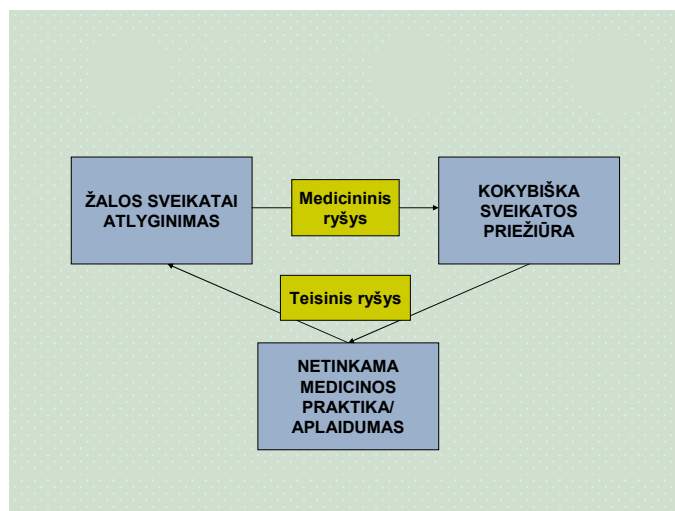 ŽALOS SVEIKATAI
ATLYGINIMAS
Medicininis
ryšys
KOKYBIŠKA
SVEIKATOS
PRIEŽIŪRA
Teisinis ryšys
NETINKAMA
MEDICINOS
PRAKTIKA/
APLAIDUMAS